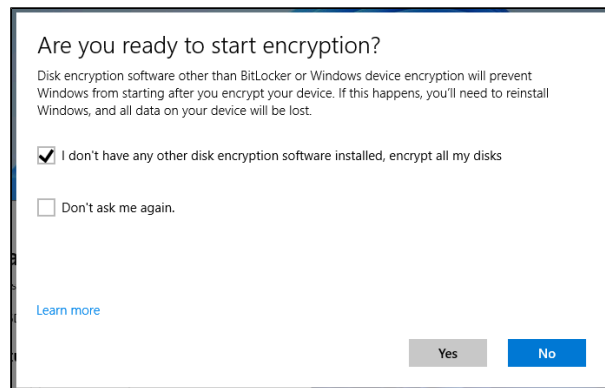 Are you ready to start encryption?
Disk encryption software other than BitLocker or Windows device encryption will prevent
Windows from starting after you encrypt your device. If this happens, you'll need to reinstall
Windows, and all data on your device will be lost.
I don't have any other disk encryption software installed, encrypt all my disks
Don't ask me again.
Learn more
Yes
No